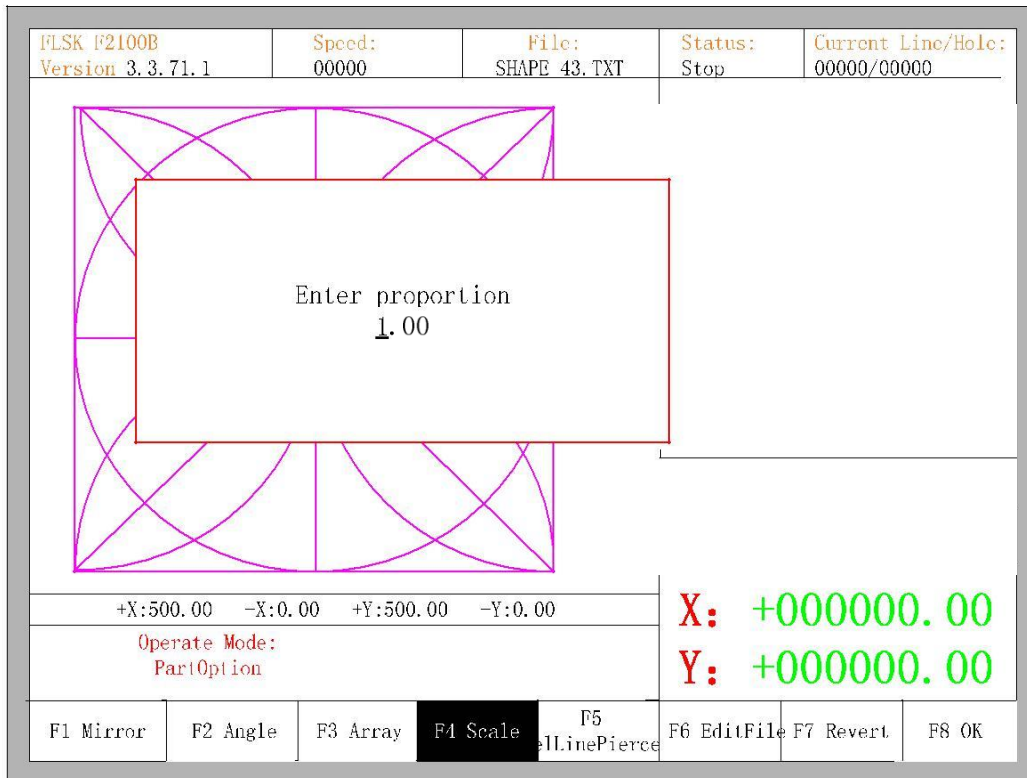 FLSK F2100B Speed: File: Status: Current Line/Hole:
Version 3.3.71.1 00000 SHAPE 43.TXT Stop 00000/00000
Enter proportion
1.00
+X:500.00 -X:0.00 +Y:500.00 -Y:0.00
Operate Mode:
PartOption
X: +000000.00
Y: +000000.00
F1 Mirror F2 Angle F3 Array F4 Scale F5 elLinePierce F6 EditFile F7 Revert F8 OK